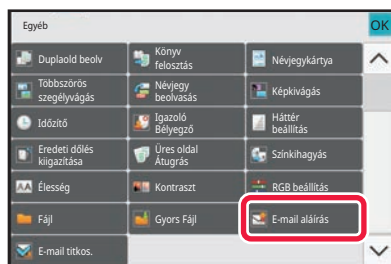 Egyéb
OK
Duplaold beolv
Könyv
felosztás
Névjegykártya
Többszörös
szegélyvágás
Névjegy
beolvasás
Képkivágás
Időzítő
Igazoló
Bélyegző
Háttér
beállítás
Eredeti dőlés
kiigazítása
Üres oldal
Átugrás
Színkihagyás
AA Élesség
Kontraszt
RGB beállítás
Fájl
Gyors Fájl
E-mail aláírás
E-mail titkos.